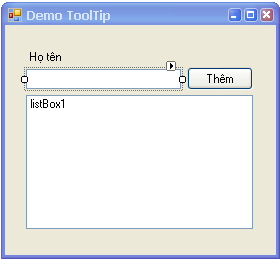 Demo ToolTip
Họ tên
Thêm
listBox1